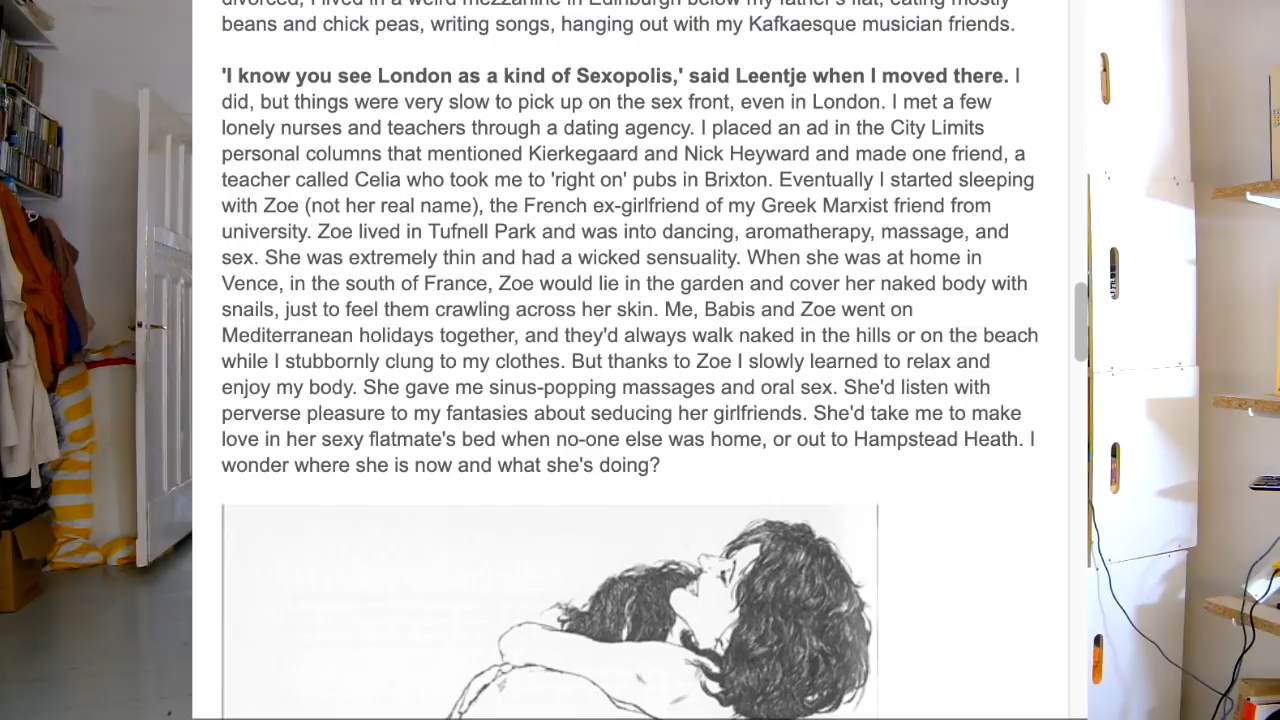 divorced, I lived in a weird mezzanine in Edinburgh below my father's flat, eating mostly
beans and chick peas, writing songs, hanging out with my Kafkaesque musician friends.
'I know you see London as a kind of Sexopolis,' said Leentje when I moved there. I
did, but things were very slow to pick up on the sex front, even in London. I met a few
lonely nurses and teachers through a dating agency. I placed an ad in the City Limits
personal columns that mentioned Kierkegaard and Nick Heyward and made one friend, a
teacher called Celia who took me to 'right on' pubs in Brixton. Eventually I started sleeping
with Zoe (not her real name), the French ex-girlfriend of my Greek Marxist friend from
university. Zoe lived in Tufnell Park and was into dancing, aromatherapy, massage, and
sex. She was extremely thin and had a wicked sensuality. When she was at home in
Vence, in the south of France, Zoe would lie in the garden and cover her naked body with
snails, just to feel them crawling across her skin. Me, Babis and Zoe went on
Mediterranean holidays together, and they'd always walk naked in the hills or on the beach
while I stubbornly clung to my clothes. But thanks to Zoe I slowly learned to relax and
enjoy my body. She gave me sinus-popping massages and oral sex. She'd listen with
perverse pleasure to my fantasies about seducing her girlfriends. She'd take me to make
love in her sexy flatmate's bed when no-one else was home, or out to Hampstead Heath. I
wonder where she is now and what she's doing?